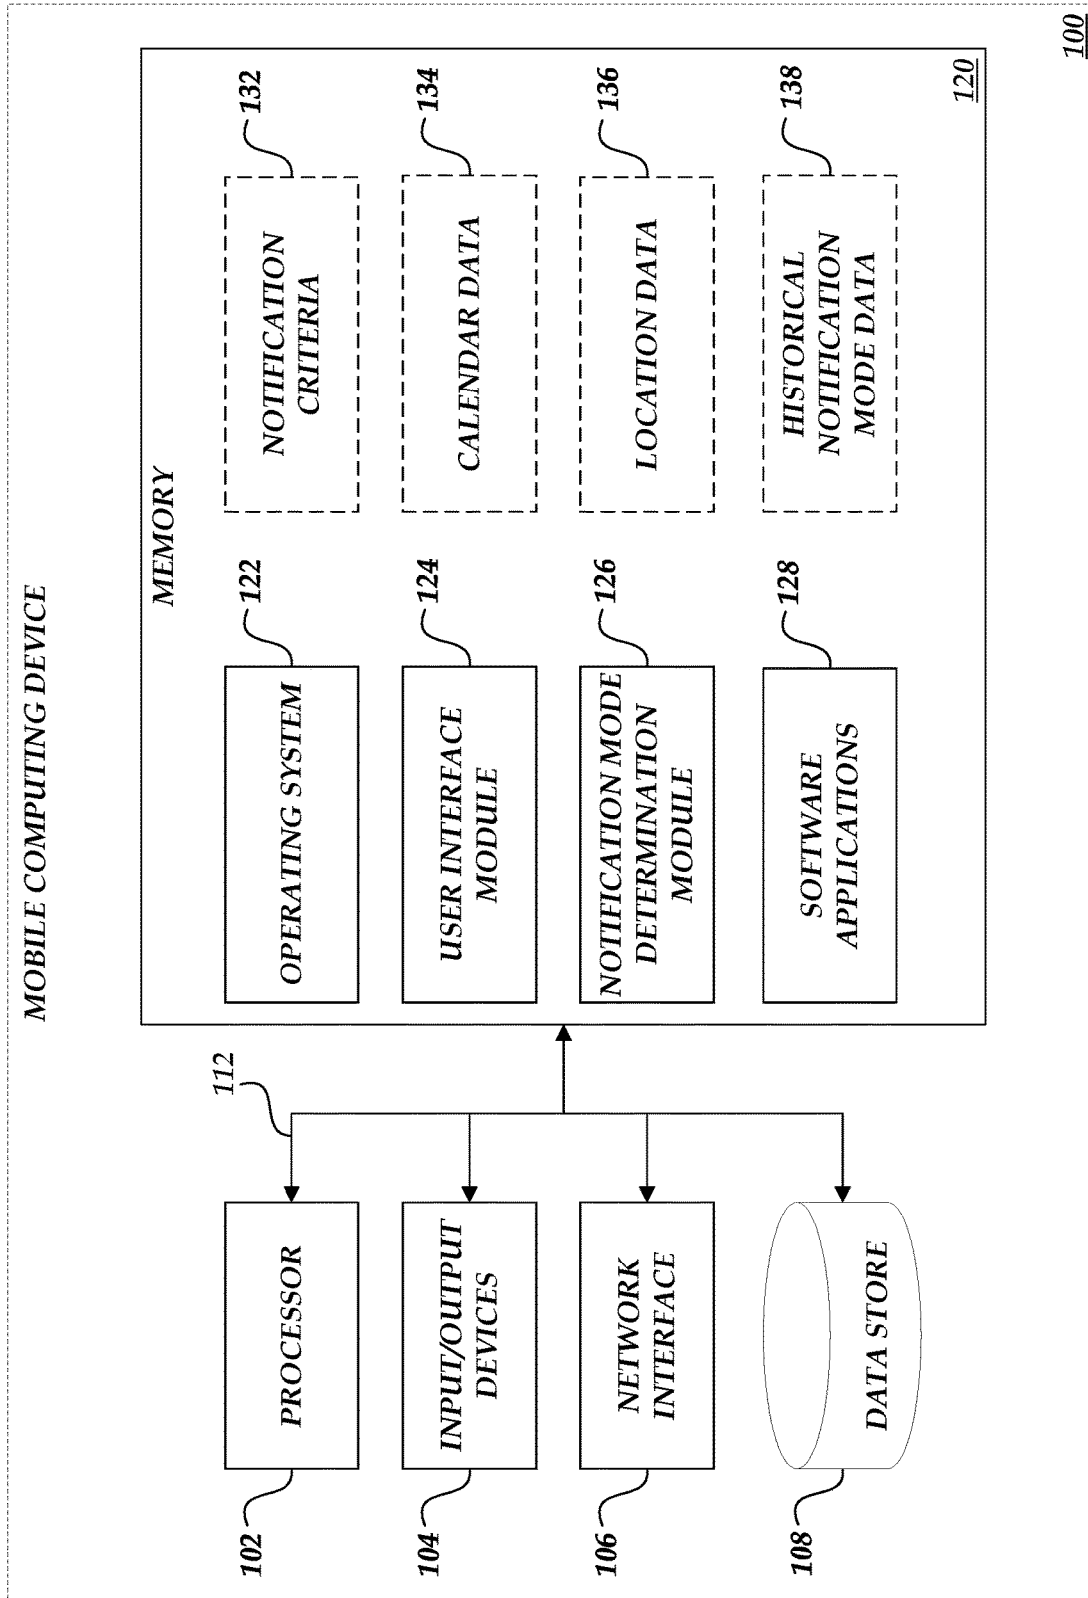 MOBILE COMPUTING DEVICE
MEMORY
112
102
PROCESSOR
OPERATING SYSTEM
122
NOTIFICATION
CRITERIA
132
104
INPUT/OUTPUT
DEVICES
USER INTERFACE
MODULE
124
CALENDAR DATA
134
106
NETWORK
INTERFACE
NOTIFICATION MODE
DETERMINATION
MODULE
126
LOCATION DATA
136
108
DATA STORE
SOFTWARE
APPLICATIONS
128
HISTORICAL
NOTIFICATION
MODE DATA
138
120
100